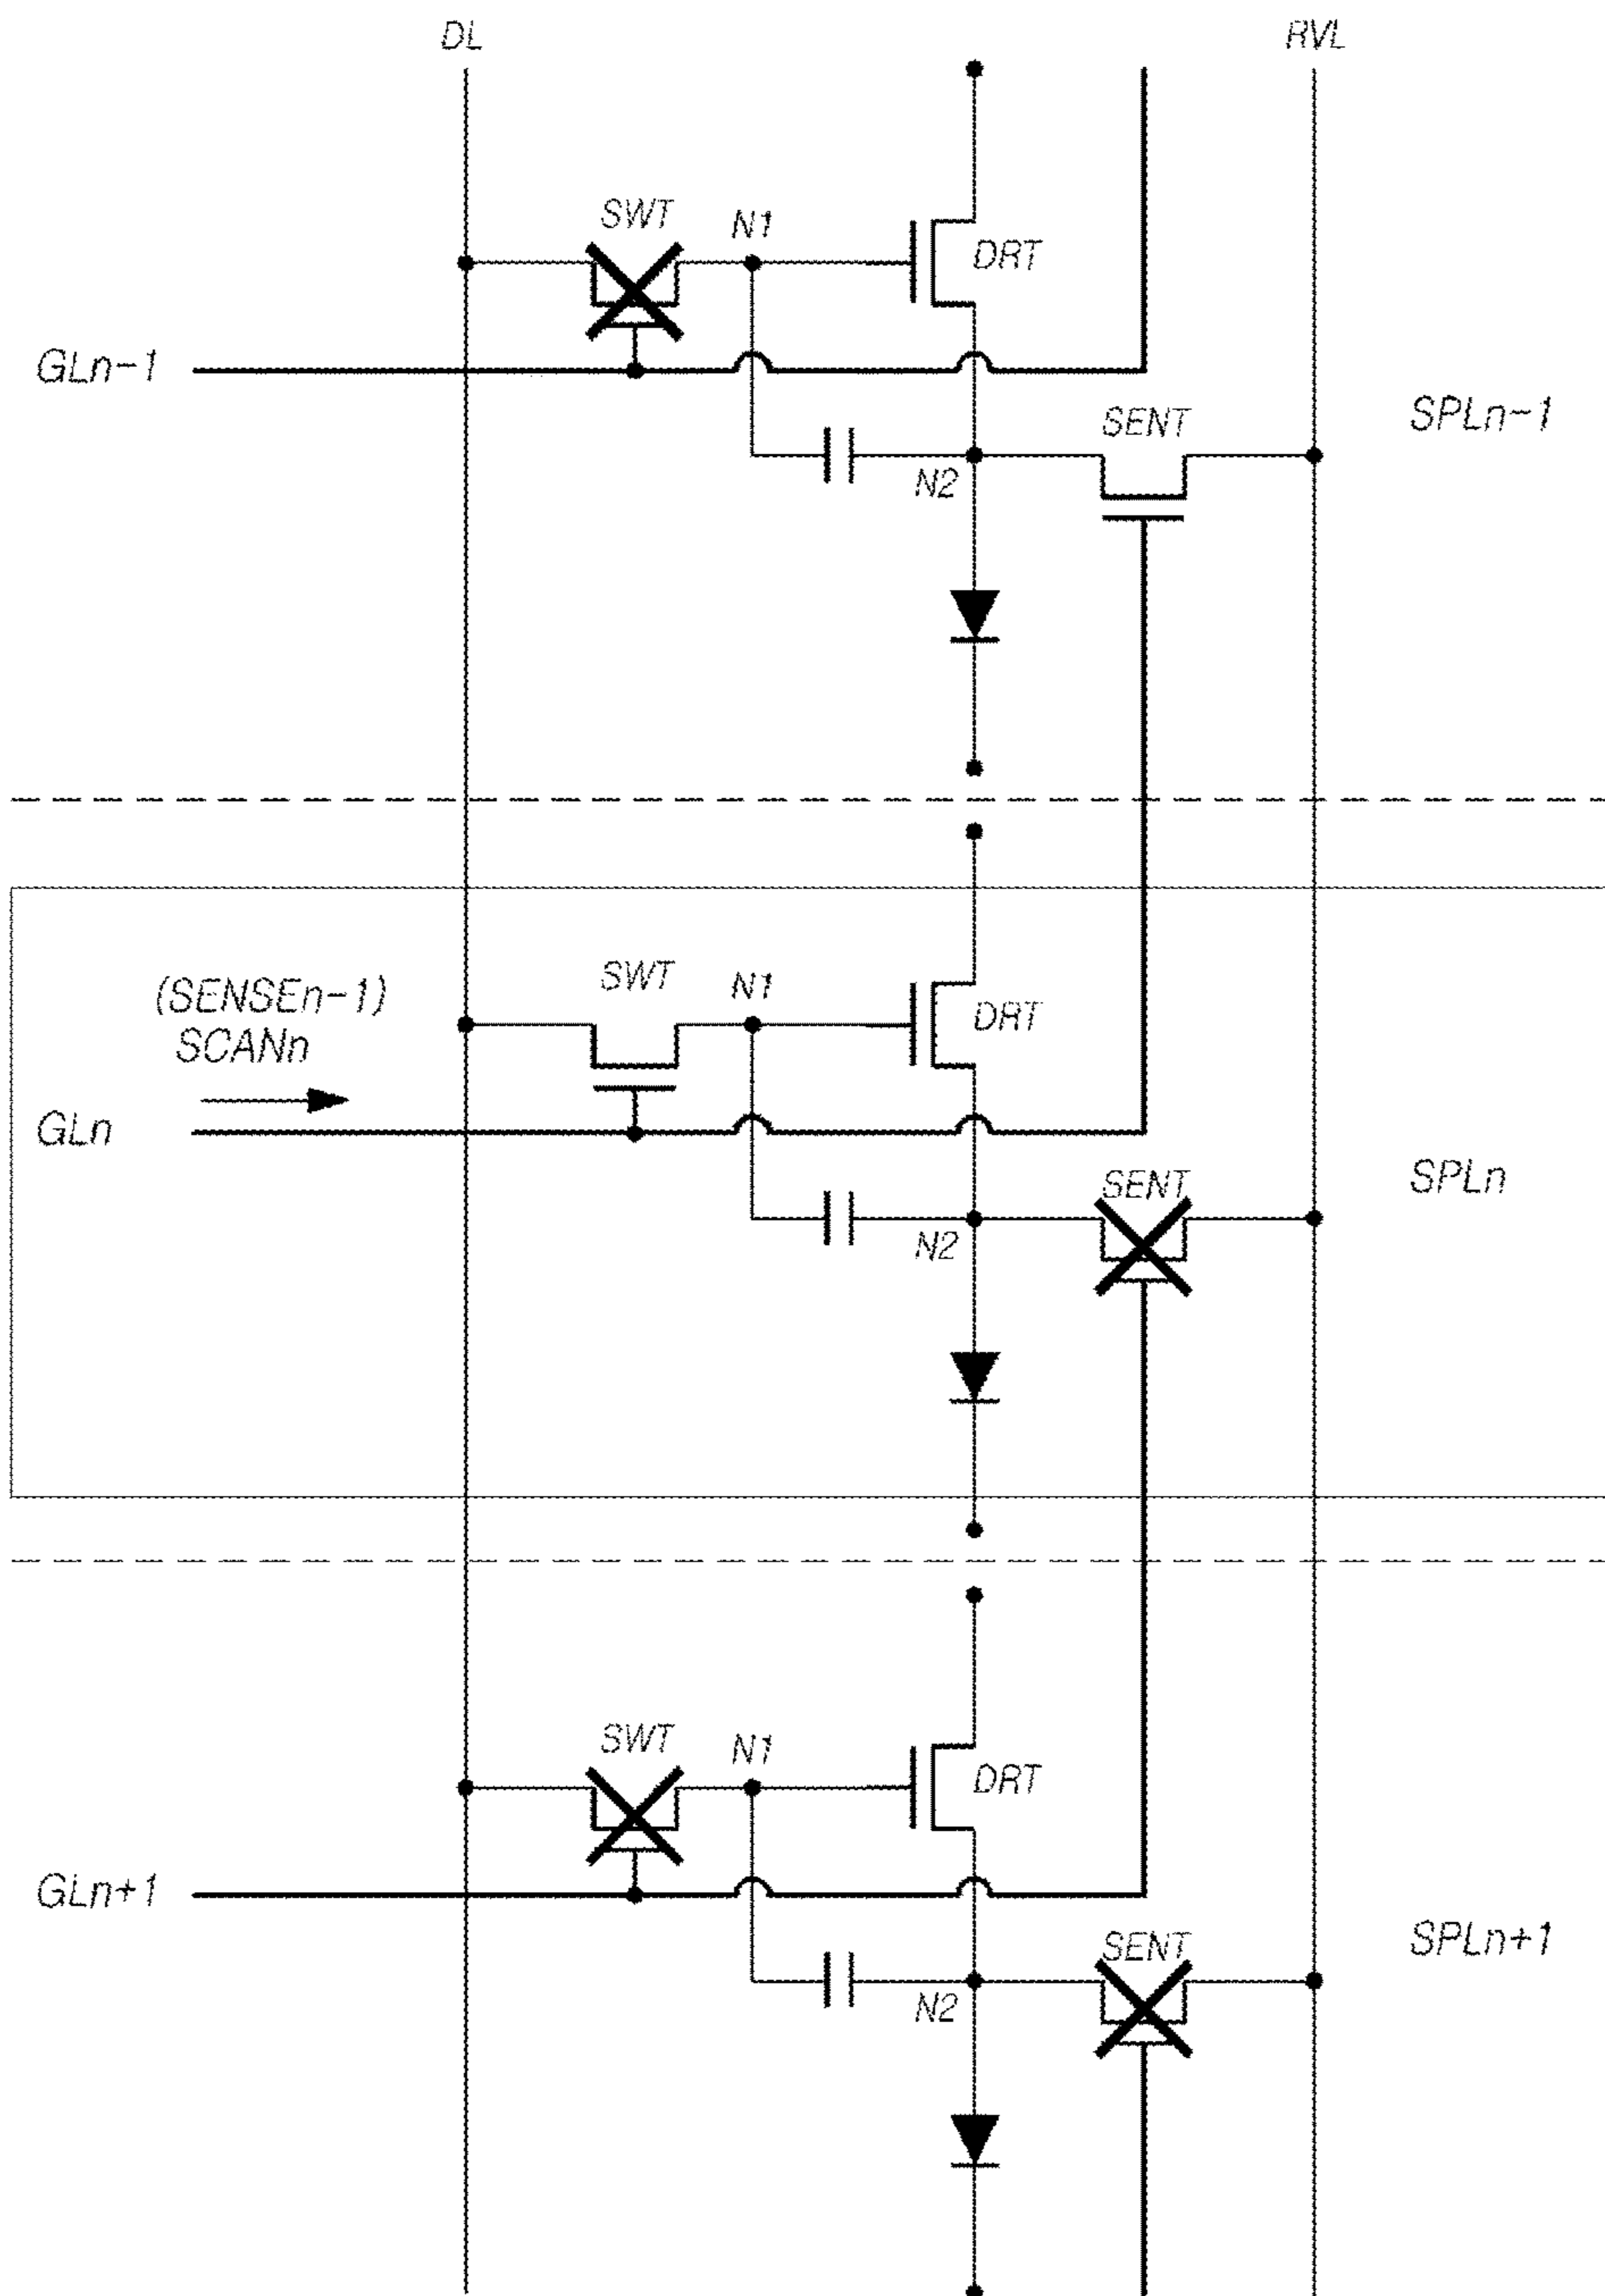 DL
RVL
SWT
N1
DRT
GLn-1
SENT
SPLn-1
N2
(SENSEn-1)
SCANn
SWT
N1
DRT
GLn
SENT
SPLn
N2
SWT
N1
DRT
GLn+1
SENT
SPLn+1
N2